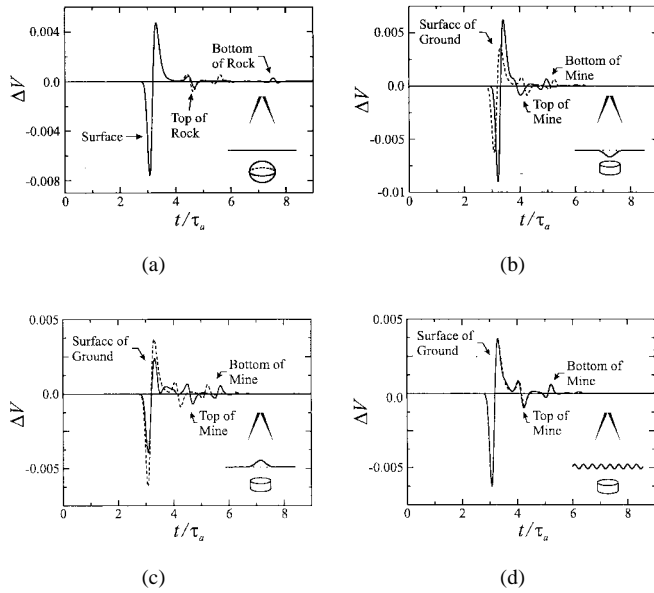 0.004
0.0
-0.004
-0.008
ΔV
Surface
Top of
Rock
Bottom
of Rock
0 2 4 6 8
t/τa
(a)
0.005
0.0
-0.005
-0.01
ΔV
Surface of
Ground
Top of
Mine
Bottom of
Mine
0 2 4 6 8
t/τa
(b)
0.005
0.0
-0.005
ΔV
Surface of
Ground
Bottom of
Mine
Top of
Mine
0 2 4 6 8
t/τa
(c)
0.005
0.0
-0.005
ΔV
Surface of
Ground
Bottom of
Mine
Top of
Mine
0 2 4 6 8
t/τa
(d)